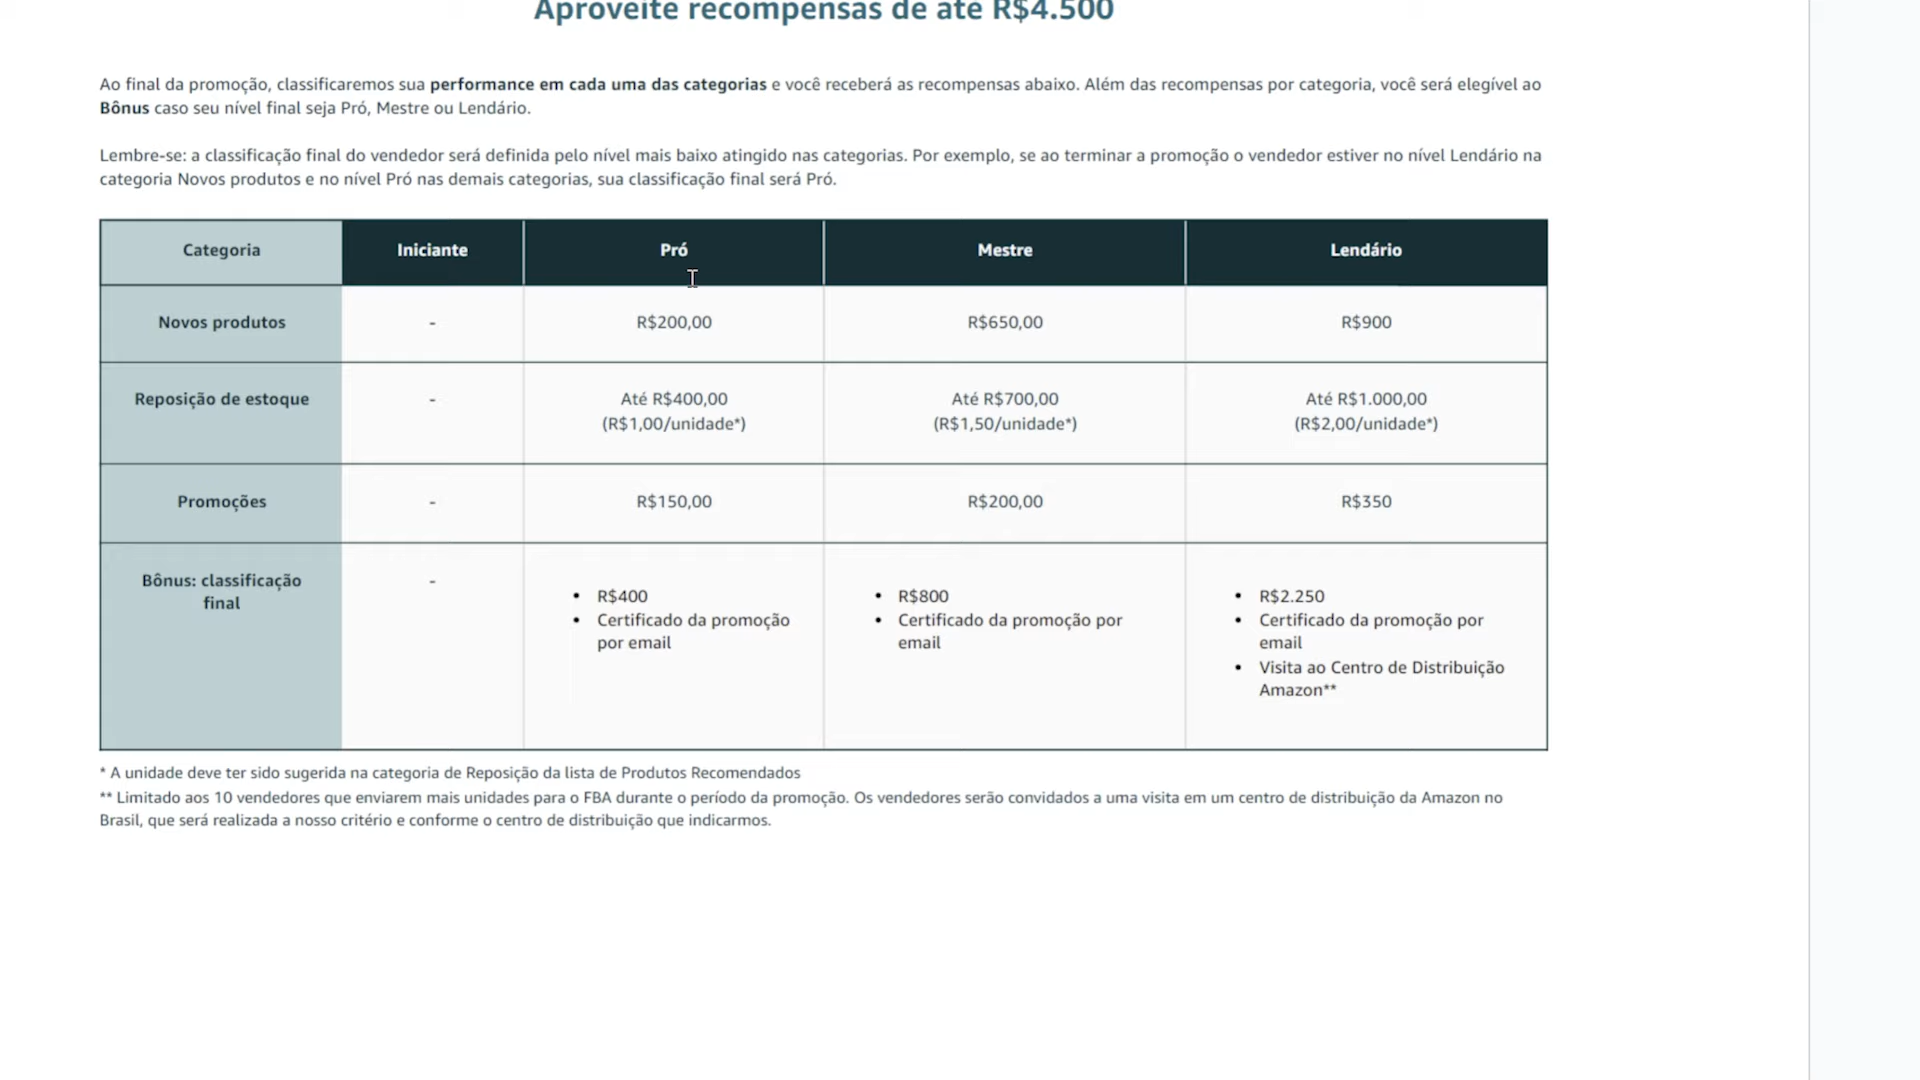 Aproveite recompensas de até R$4.500
Ao final da promoção, classificaremos sua performance em cada uma das categorias e você receberá as recompensas abaixo. Além das recompensas por categoria, você será elegível ao
Bônus caso seu nível final seja Pró, Mestre ou Lendário.
Lembre-se: a classificação final do vendedor será definida pelo nível mais baixo atingido nas categorias. Por exemplo, se ao terminar a promoção o vendedor estiver no nível Lendário na
categoria Novos produtos e no nível Pró nas demais categorias, sua classificação final será Pró.
Categoria Iniciante Pró Mestre Lendário
Novos produtos - R$200,00 R$650,00 R$900
Reposição de estoque - Até R$400,00 Até R$700,00 Até R$1.000,00
(R$1,00/unidade*) (R$1,50/unidade*) (R$2,00/unidade*)
Promoções - R$150,00 R$200,00 R$350
Bônus: classificação
final
-
• R$400
• Certificado da promoção
por email
• R$800
• Certificado da promoção por
email
• R$2.250
• Certificado da promoção por
email
• Visita ao Centro de Distribuição
Amazon**
* A unidade deve ter sido sugerida na categoria de Reposição da lista de Produtos Recomendados
** Limitado aos 10 vendedores que enviarem mais unidades para o FBA durante o período da promoção. Os vendedores serão convidados a uma visita em um centro de distribuição da Amazon no
Brasil, que será realizada a nosso critério e conforme o centro de distribuição que indicarmos.